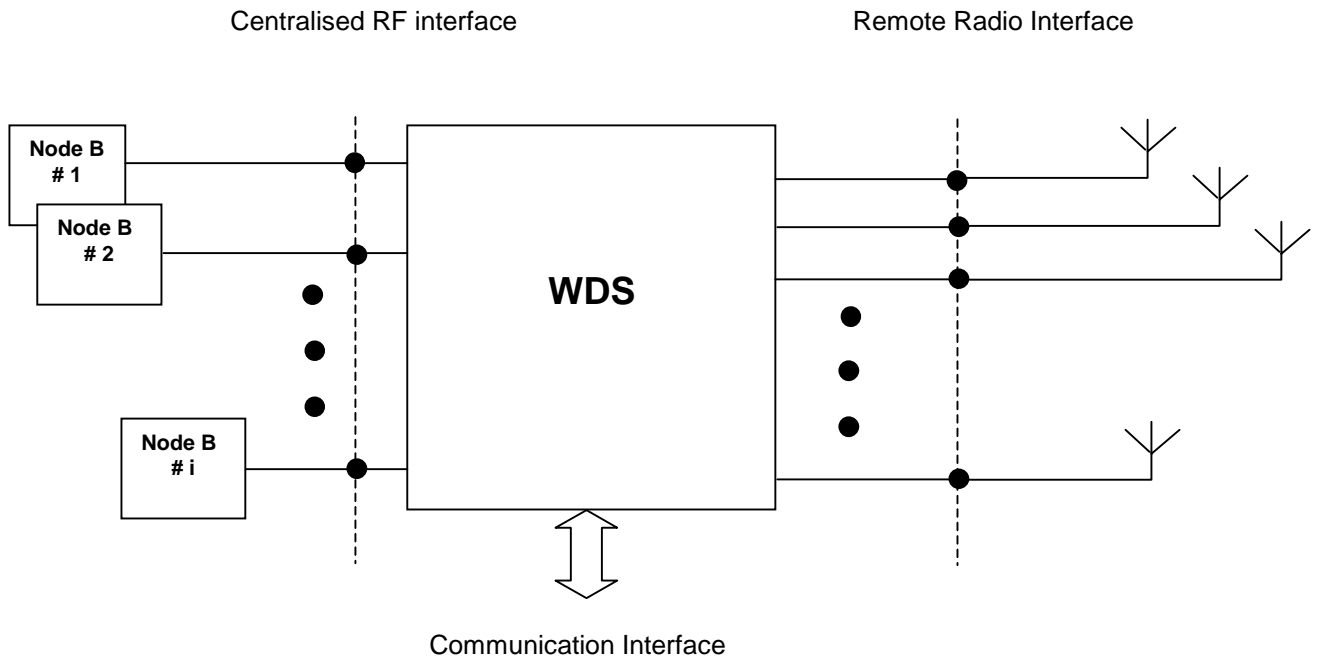 Centralised RF interface
Remote Radio Interface
Node B
# 1
Node B
# 2
WDS
Node B
# i
Communication Interface